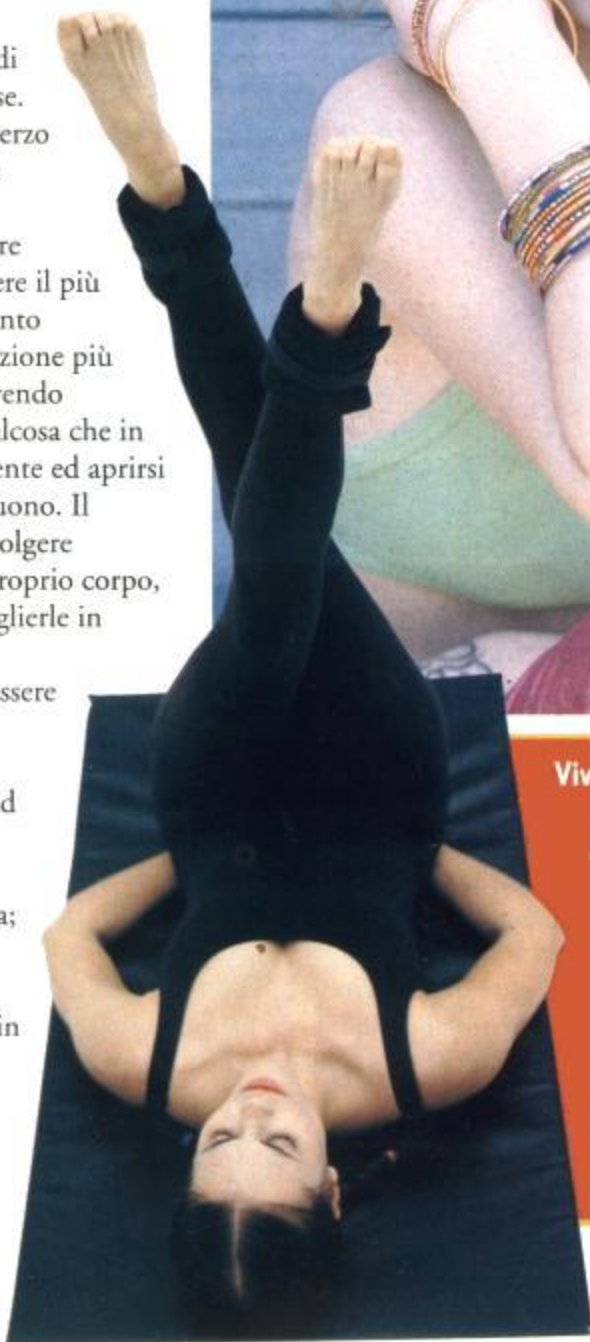 di
se.
erzo
re
ere il più
nto
zione più
vendo
lcosa che in
ente ed aprirsi
uono. Il
olgere
roprio corpo,
glierle in
ssere
d
a;
in
Viv